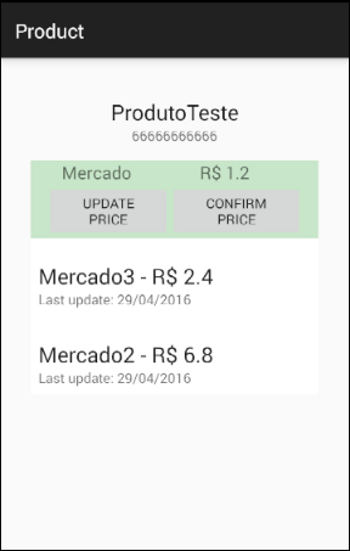 Product
ProdutoTeste
66666666666
Mercado R$ 1.2
UPDATE CONFIRM
PRICE PRICE
Mercado3 - R$ 2.4
Last update: 29/04/2016
Mercado2 - R$ 6.8
Last update: 29/04/2016